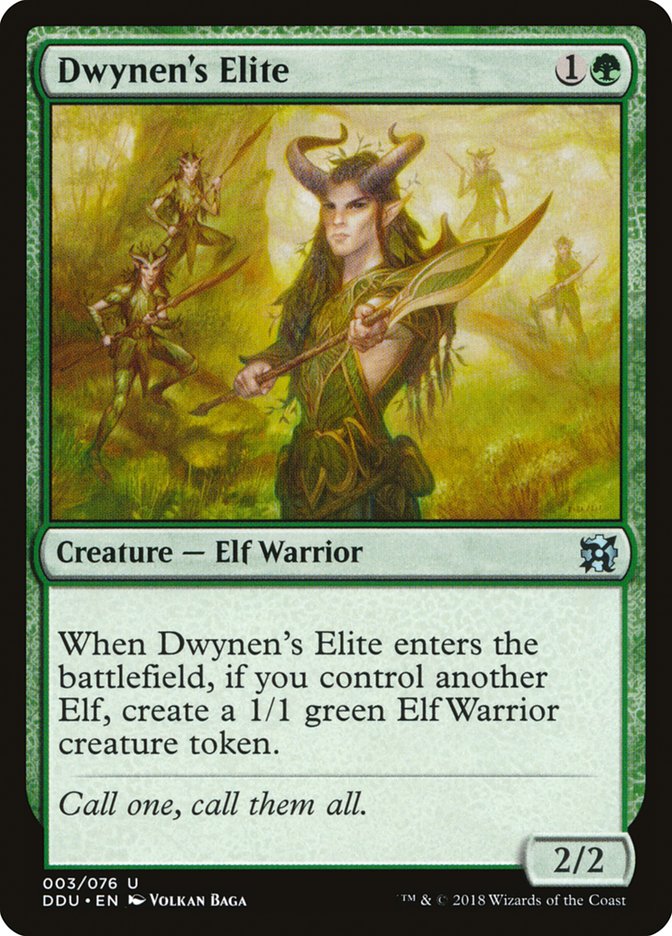 Dwynen's Elite
1
Creature — Elf Warrior
When Dwynen's Elite enters the
battlefield, if you control another
Elf, create a 1/1 green Elf Warrior
creature token.
Call one, call them all.
2/2
003/076 U
DDU • EN Volkan Baga
™ & © 2018 Wizards of the Coast